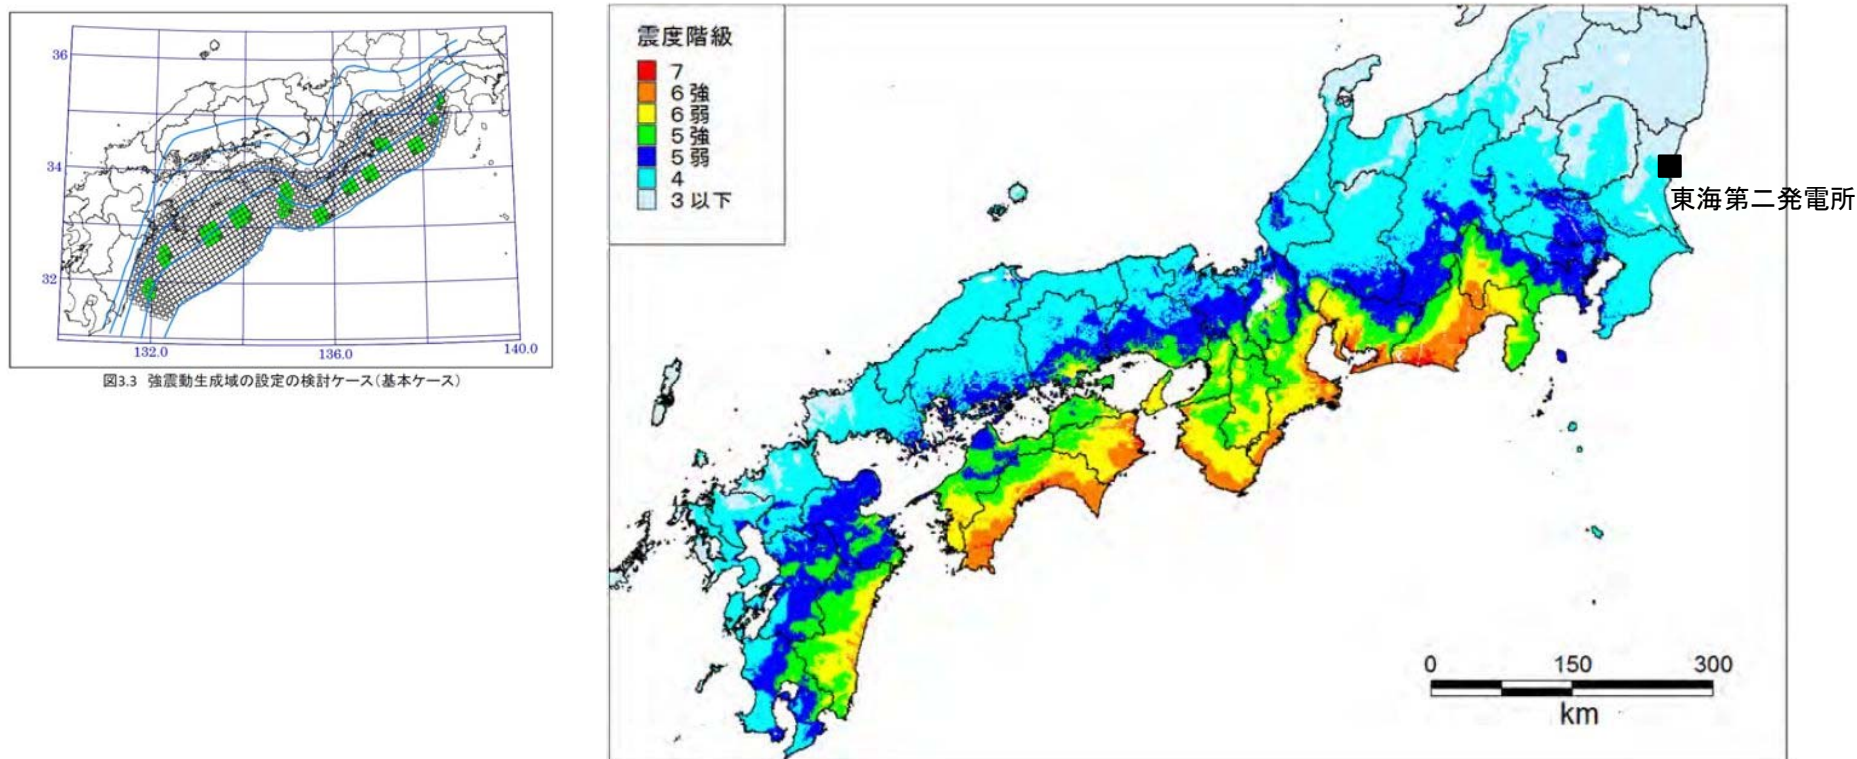 36
34
32
132.0
136.0
140.0
図3.3 強震動生成域の設定の検討ケース(基本ケース)
震度階級
7
6強
6弱
5強
5弱
4
3以下
東海第二発電所
0 150 300
km